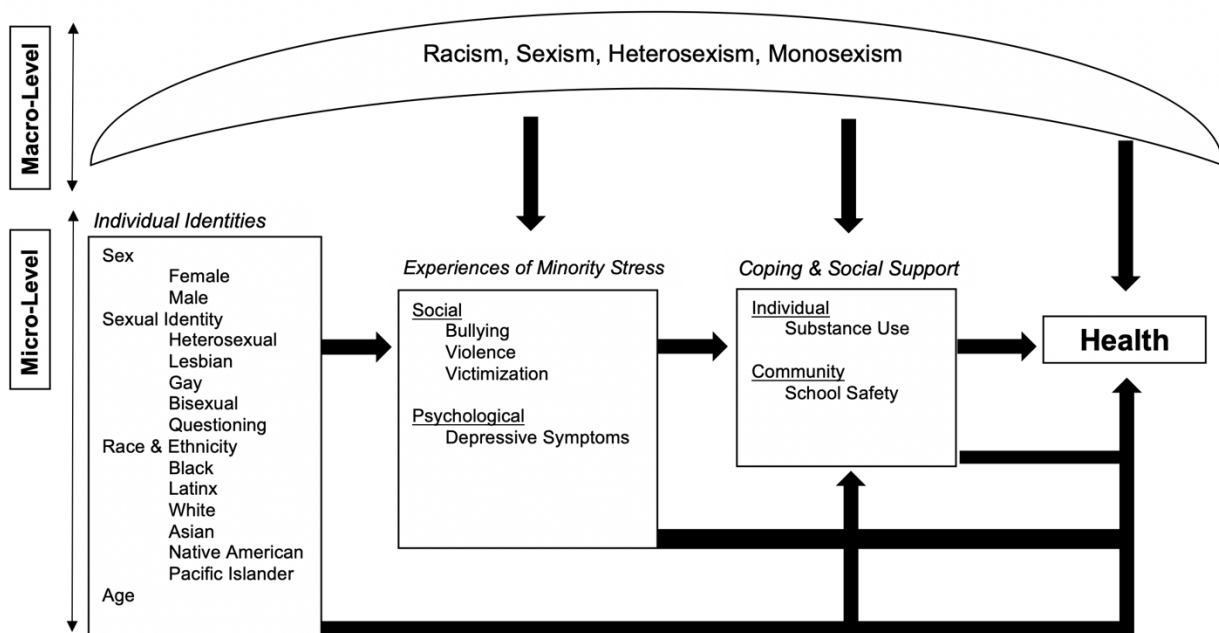 Macro-Level
Racism, Sexism, Heterosexism, Monosexism
Micro-Level
Individual Identities
Sex
Female
Male
Sexual Identity
Heterosexual
Lesbian
Gay
Bisexual
Questioning
Race & Ethnicity
Black
Latinx
White
Asian
Native American
Pacific Islander
Age
Experiences of Minority Stress
Social
Bullying
Violence
Victimization
Psychological
Depressive Symptoms
Coping & Social Support
Individual
Substance Use
Community
School Safety
Health